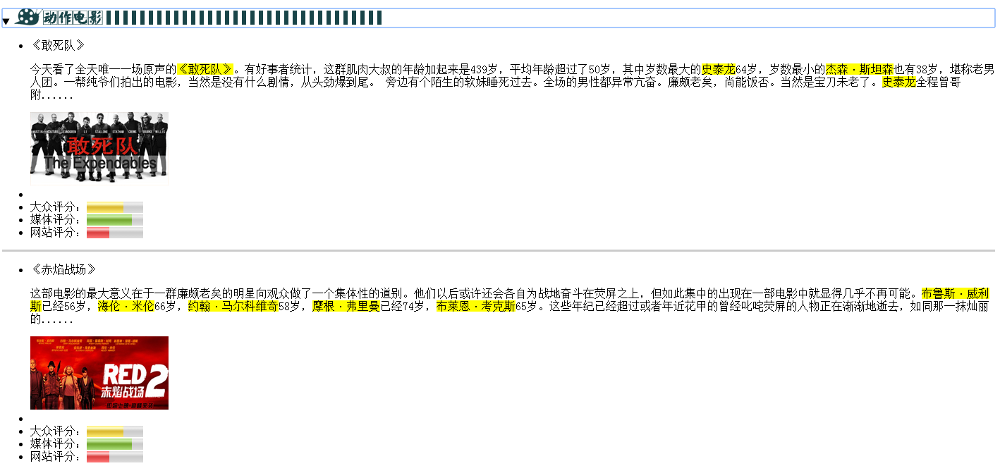 动作电影
《敢死队》
今天看了全天唯一一场原声的《敢死队》。有好事者统计，这群肌肉大叔的年龄加起来是439岁，平均年龄超过了50岁，其中岁数最大的史泰龙64岁，岁数最小的杰森·斯坦森也有38岁，堪称老男
人团。一帮纯爷们拍出的电影，当然是没有什么剧情，从头劲爆到尾。 旁边有个陌生的软妹睡死过去。全场的男性都异常亢奋。廉颇老矣，尚能饭否。当然是宝刀未老了。史泰龙全程曾哥
附......
AUSTIN COUTURE LUNDGREN LI STALLONE STATHAM CREWS ROURKE WILLIS
敢死队
The Expendables
大众评分：
媒体评分：
网站评分：
《赤焰战场》
这部电影的最大意义在于一群廉颇老矣的明星向观众做了一个集体性的道别。他们以后或许还会各自为战地奋斗在荧屏之上，但如此集中的出现在一部电影中就显得几乎不再可能。布鲁斯·威利
斯已经56岁，海伦·米伦66岁，约翰·马尔科维奇58岁，摩根·弗里曼已经74岁，布莱恩·考克斯65岁。这些年纪已经超过或者年近花甲的曾经叱咤荧屏的人物正在渐渐地逝去，如同那一抹灿丽
的......
RED 2
赤焰战场
大众评分：
媒体评分：
网站评分：